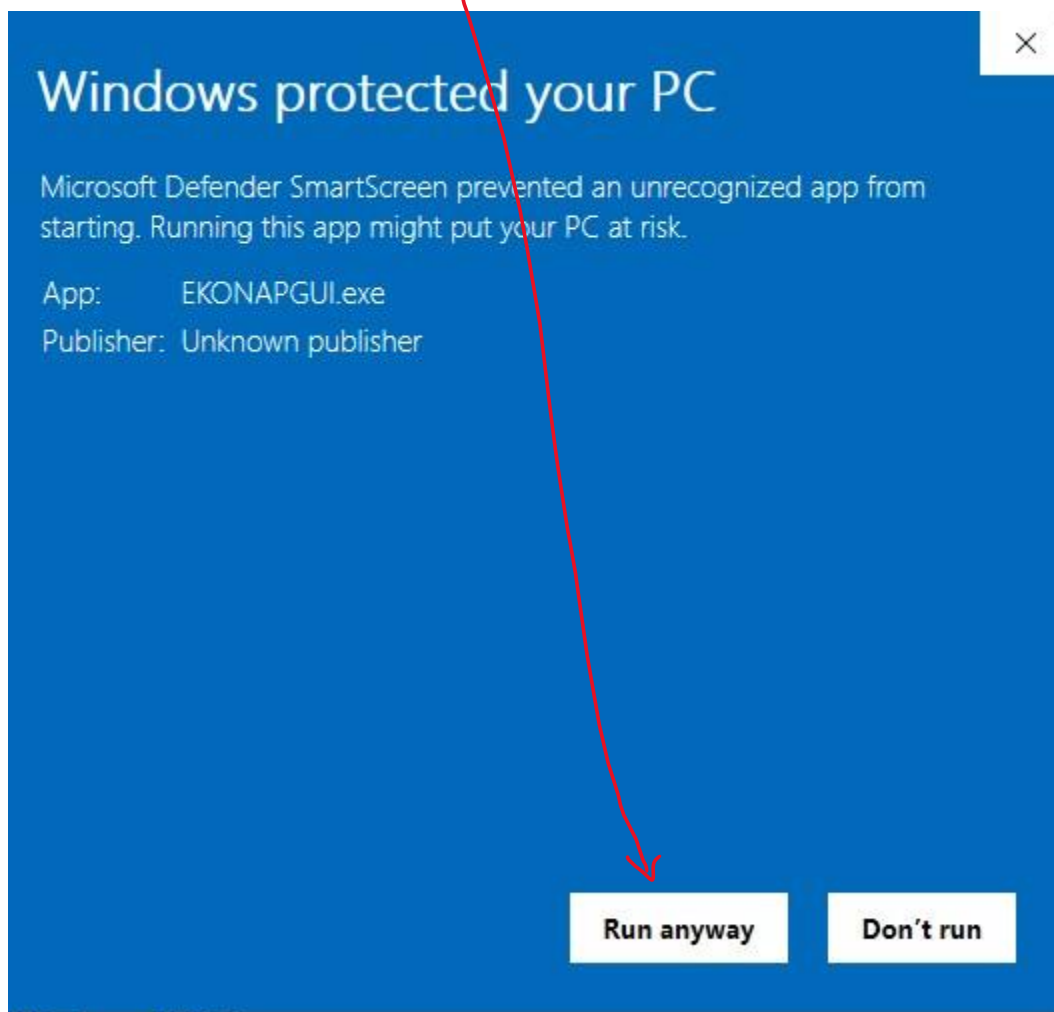 Windows protected your PC
Microsoft Defender SmartScreen prevented an unrecognized app from
starting. Running this app might put your PC at risk.
App: EKONAPGUI.exe
Publisher: Unknown publisher
Run anyway Don't run